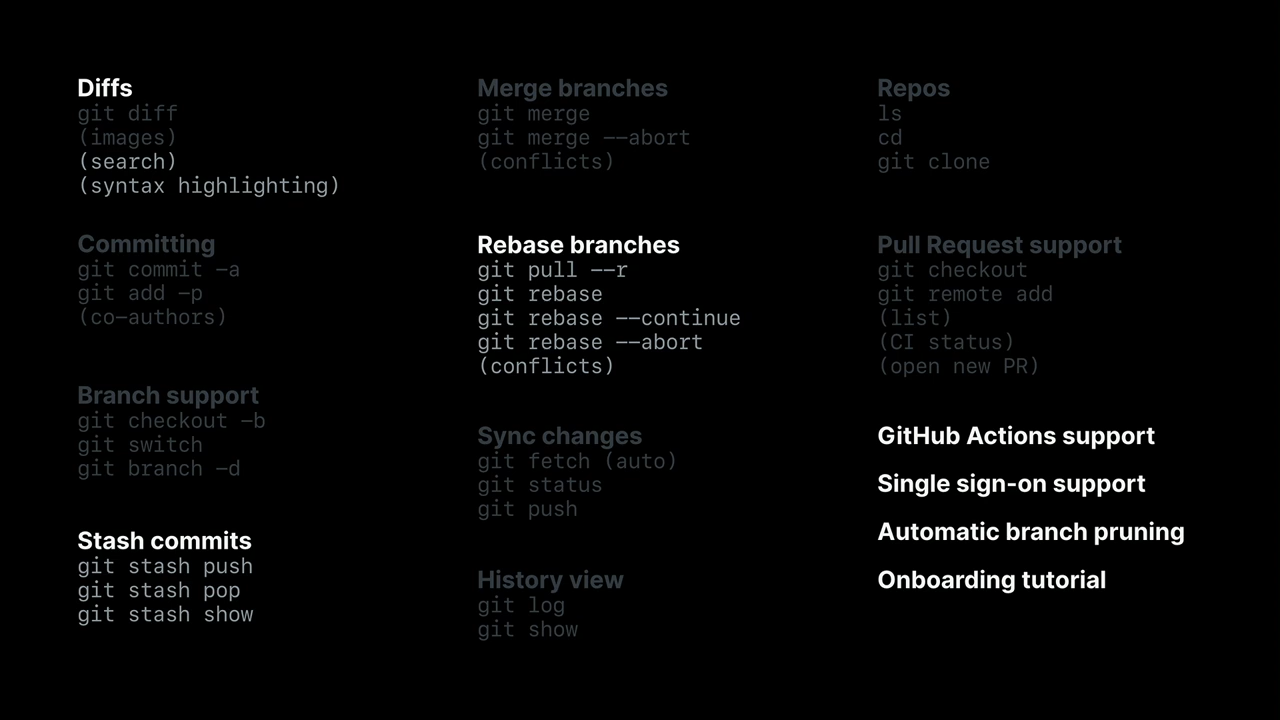 Diffs
git diff
(images)
(search)
(syntax highlighting)
Committing
git commit –a
git add –p
(co–authors)
Branch support
git checkout –b
git switch
git branch –d
Stash commits
git stash push
git stash pop
git stash show
Merge branches
git merge
git merge ––abort
(conflicts)
Rebase branches
git pull ––r
git rebase
git rebase ––continue
git rebase ––abort
(conflicts)
Sync changes
git fetch (auto)
git status
git push
History view
git log
git show
Repos
ls
cd
git clone
Pull Request support
git checkout
git remote add
(list)
(CI status)
(open new PR)
GitHub Actions support
Single sign-on support
Automatic branch pruning
Onboarding tutorial